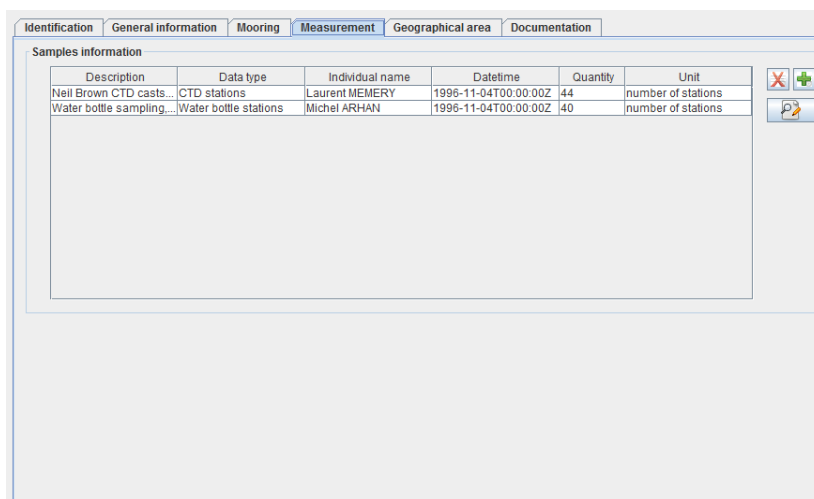 Identification General information Mooring Measurement Geographical area Documentation
Samples information
Description Data type Individual name Datetime Quantity Unit
Neil Brown CTD casts... CTD stations Laurent MEMERY 1996-11-04T00:00:00Z 44 number of stations
Water bottle sampling,... Water bottle stations Michel ARHAN 1996-11-04T00:00:00Z 40 number of stations